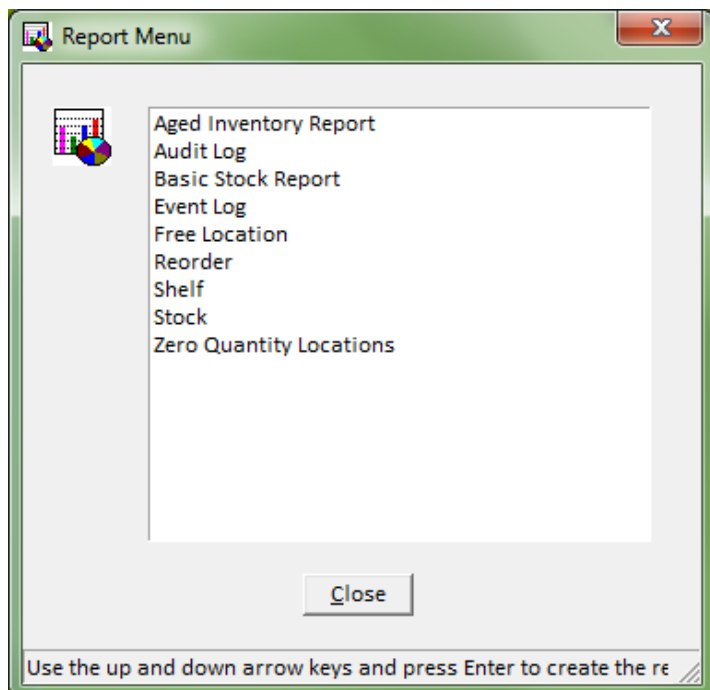 Report Menu
Aged Inventory Report
Audit Log
Basic Stock Report
Event Log
Free Location
Reorder
Shelf
Stock
Zero Quantity Locations
Close
Use the up and down arrow keys and press Enter to create the re